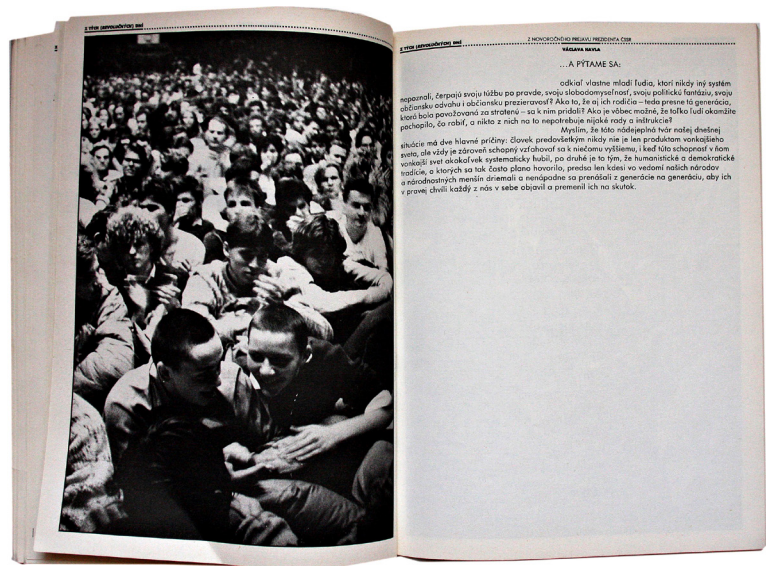 Z TÝCH (REVOLUČNÝCH) DNÍ
Z TÝCH (REVOLUČNÝCH) DNÍ
Z NOVOROČNÉHO PREJAVU PREZIDENTA ČSSR
VÁCLAVA HAVLA
...A PÝTAME SA:
odkiaľ vlastne mladí ľudia, ktorí nikdy iný systém
nepoznali, čerpajú svoju túžbu po pravde, svoju slobodomyseľnosť, svoju politickú fantáziu, svoju
občiansku odvahu i občiansku prezieravosť? Ako to, že aj ich rodičia – teda presne tá generácia,
ktorá bola považovaná za stratenú – sa k nim pridali? Ako je vôbec možné, že toľko ľudí okamžite
pochopilo, čo robiť, a nikto z nich na to nepotrebuje nijaké rady a inštrukcie?
Myslím, že táto nádejeplná tvár našej dnešnej
situácie má dve hlavné príčiny: človek predovšetkým nikdy nie je len produktom vonkajšieho
sveta, ale vždy je zároveň schopný vzťahovať sa k niečomu vyššiemu, i keď túto schopnosť v ňom
vonkajší svet akokoľvek systematicky hubil, po druhé je to tým, že humanistické a demokratické
tradície, o ktorých sa tak často plano hovorilo, predsa len kdesi vo vedomí našich národov
a národnostných menšín driemali a nenápadne sa prenášali z generácie na generáciu, aby ich
v pravej chvíli každý z nás v sebe objavil a premenil ich na skutok.